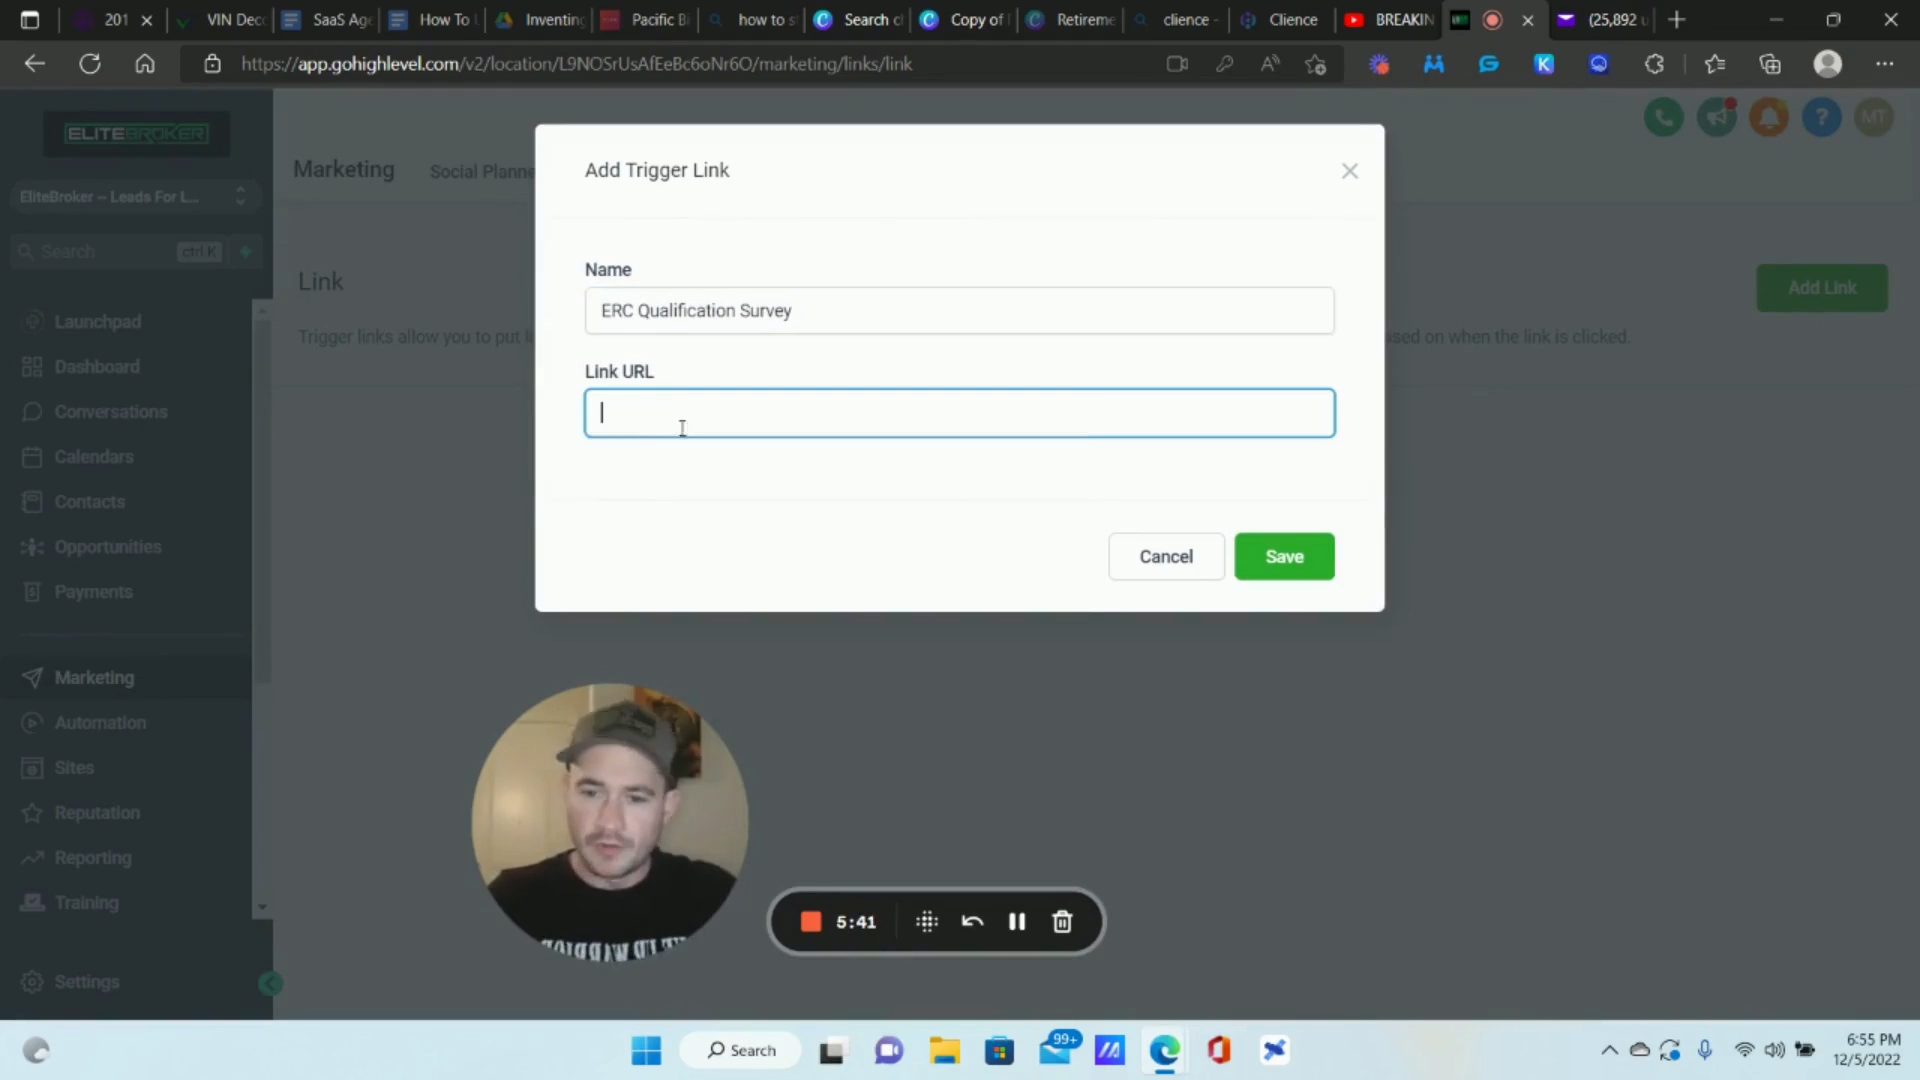 201
VIN Dec
SaaS Age
How To
Inventing
Pacific B
how to s
Search c
Copy of
Retireme
clience -
Clience
BREAKIN
(25,892 u
https://app.gohighlevel.com/v2/location/L9NOSrUsAfEeBc6oNr6O/marketing/links/link
ELITEBROKER
EliteBroker – Leads For L...
Search
ctrl K
Launchpad
Dashboard
Conversations
Calendars
Contacts
Opportunities
Payments
Marketing
Automation
Sites
Reputation
Reporting
Training
Settings
Marketing
Social Planne
MT
Link
Add Link
Trigger links allow you to put li
ised on when the link is clicked.
Add Trigger Link
Name
ERC Qualification Survey
Link URL
Cancel
Save
5:41
Search
99+
6:55 PM
12/5/2022